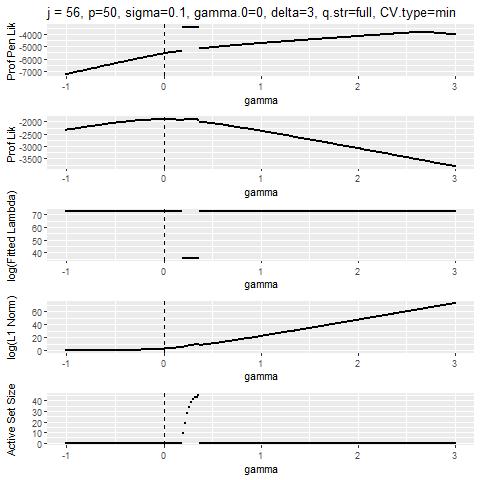 j = 56, p=50, sigma=0.1, gamma.0=0, delta=3, q.str=full, CV.type=min
Prof Pen Lik
-4000
-5000
-6000
-7000
-1 0 1 2 3
gamma
Prof Lik
-2000
-2500
-3000
-3500
-1 0 1 2 3
gamma
log(Fitted Lambda)
70
60
50
40
-1 0 1 2 3
gamma
log(L1 Norm)
60
40
20
0
-1 0 1 2 3
gamma
Active Set Size
40
30
20
10
0
-1 0 1 2 3
gamma